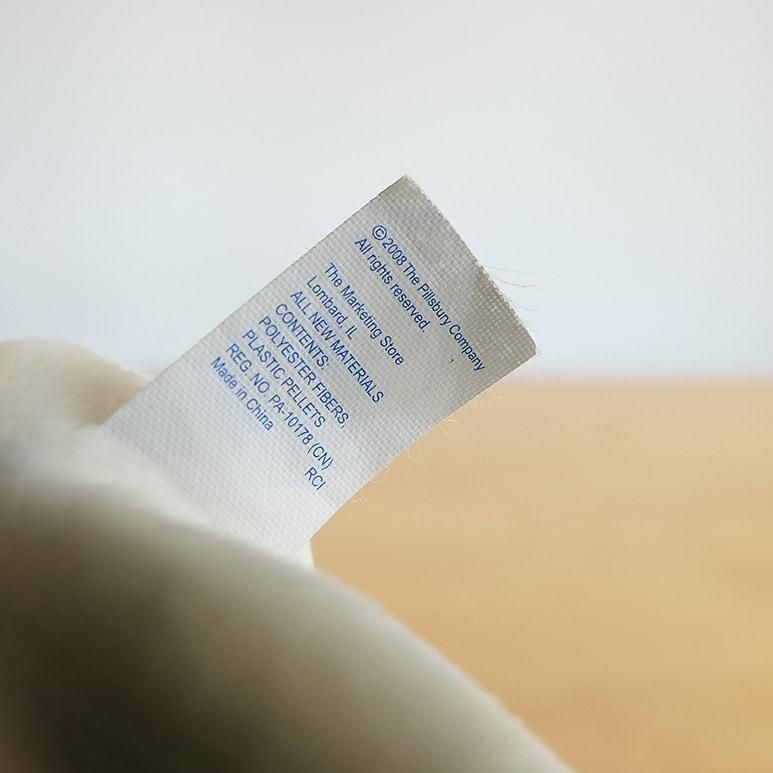 ©2008 The Pillsbury Company
All rights reserved.
The Marketing Store
Lombard, IL
ALL NEW MATERIALS
CONTENTS:
POLYESTER FIBERS,
PLASTIC PELLETS
REG. NO. PA-10178 (CN)
Made in China
RCI